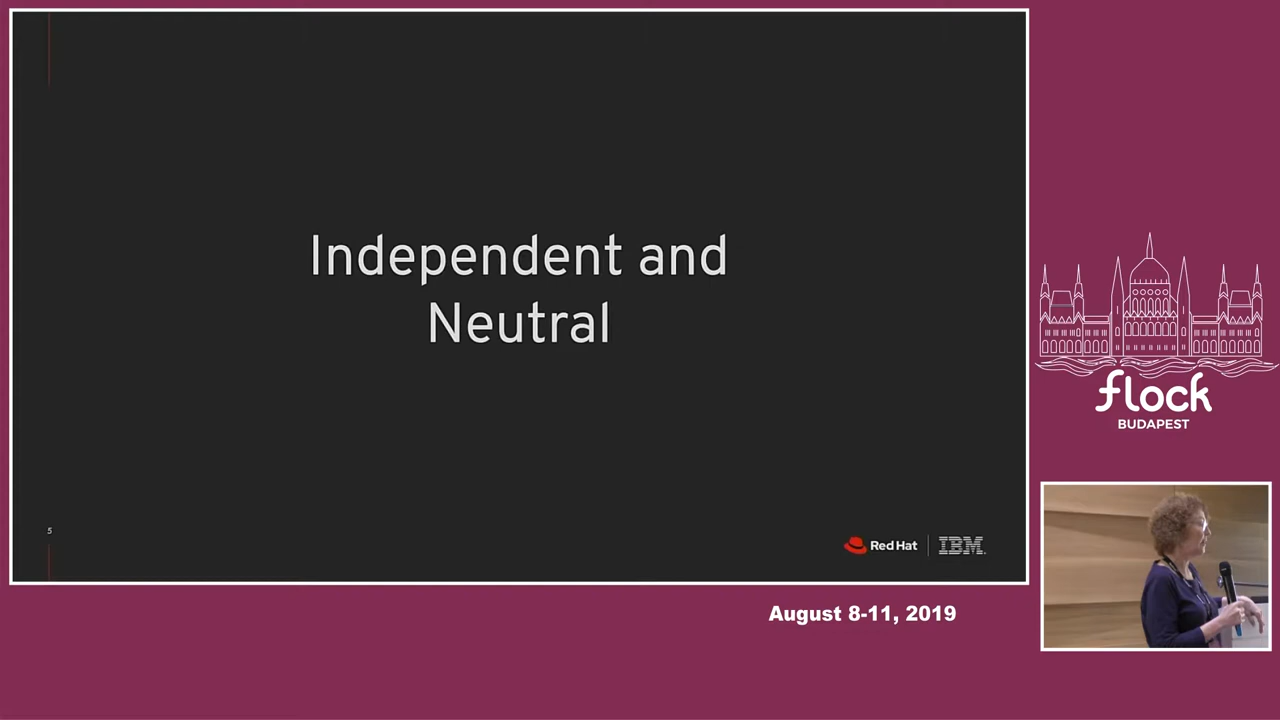 Independent and
Neutral
5
Red Hat
IBM.
flock
BUDAPEST
August 8-11, 2019